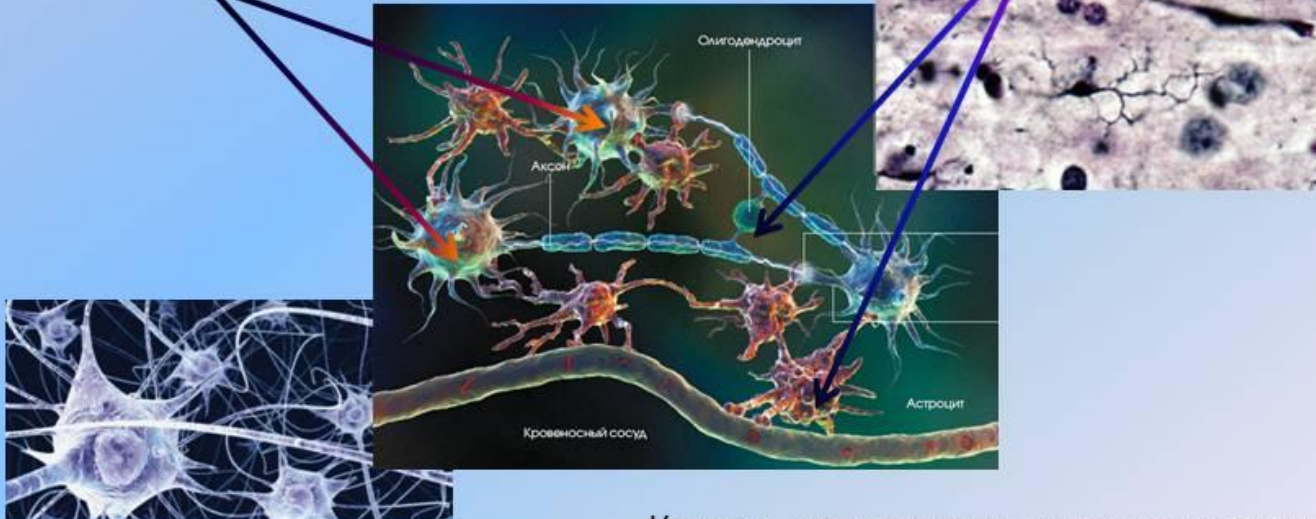 Олигодендроцит
Аксон
Астроцит
Кровеносный сосуд